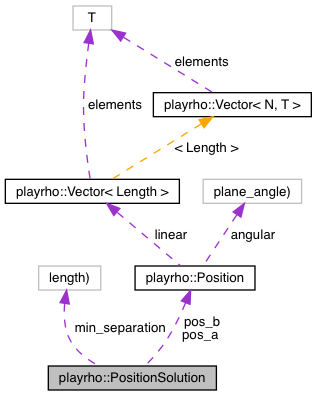 T
elements
elements
playrho::Vector< N, T >
< Length >
playrho::Vector< Length >
plane_angle)
linear
angular
length)
playrho::Position
min_separation
pos_b
pos_a
playrho::PositionSolution